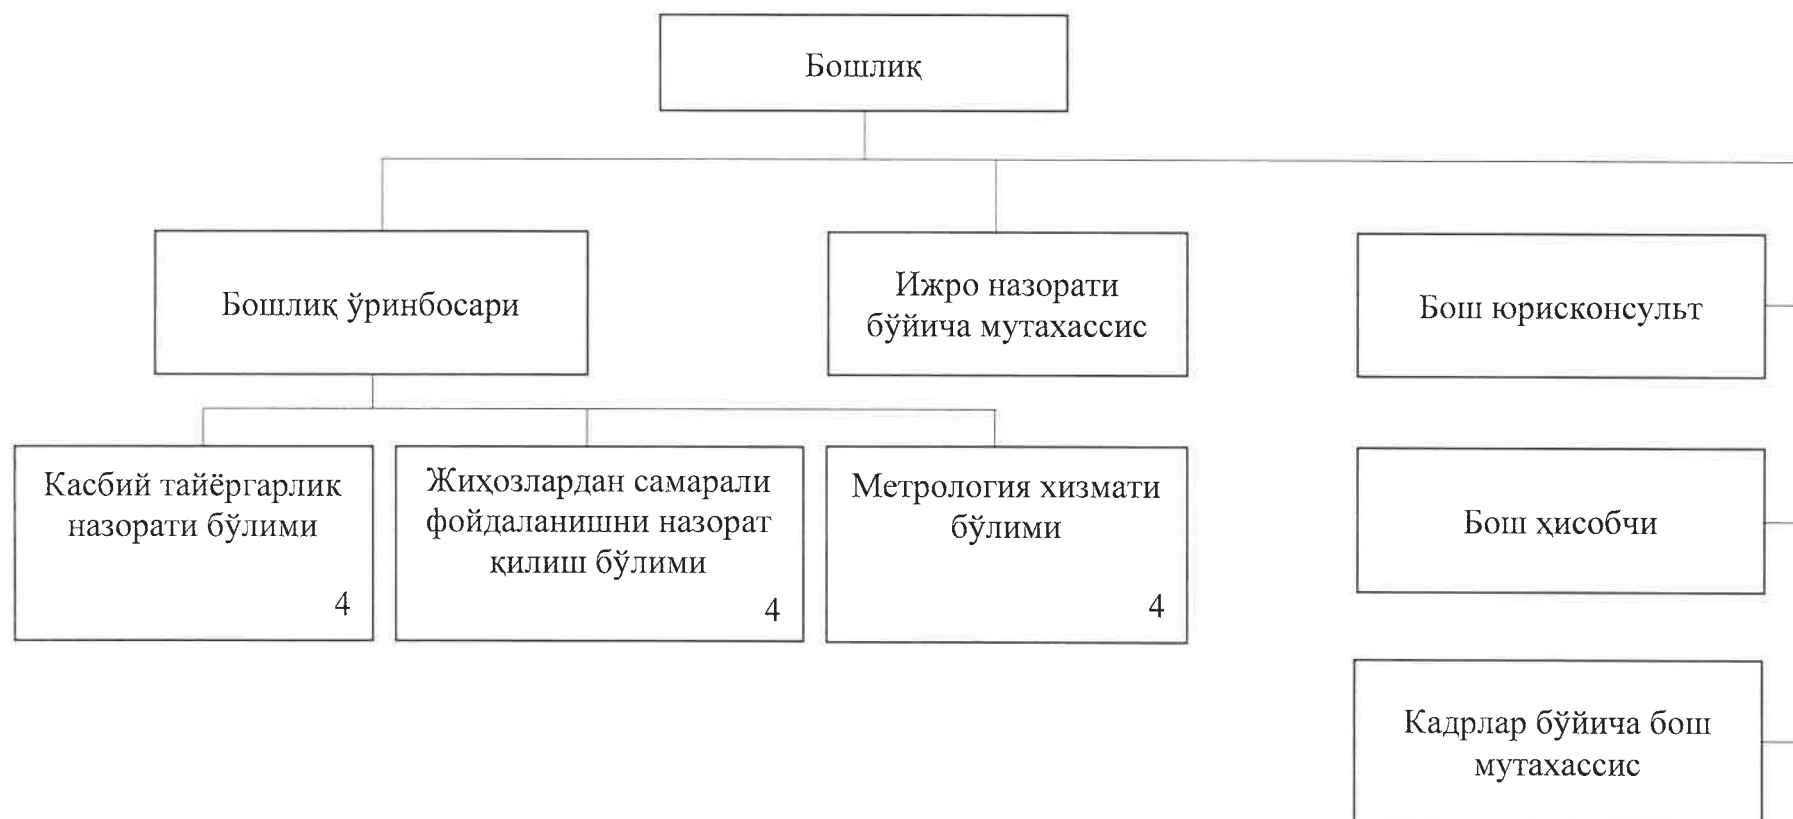 Бошлиқ
Бошлиқ ўринбосари
Ижро назорати
бўйича мутахассис
Бош юрисконсульт
Касбий тайёргарлик
назорати бўлими
4
Жиҳозлардан самарали
фойдаланишни назорат
қилиш бўлими
4
Метрология хизмати
бўлими
4
Бош ҳисобчи
Кадрлар бўйича бош
мутахассис